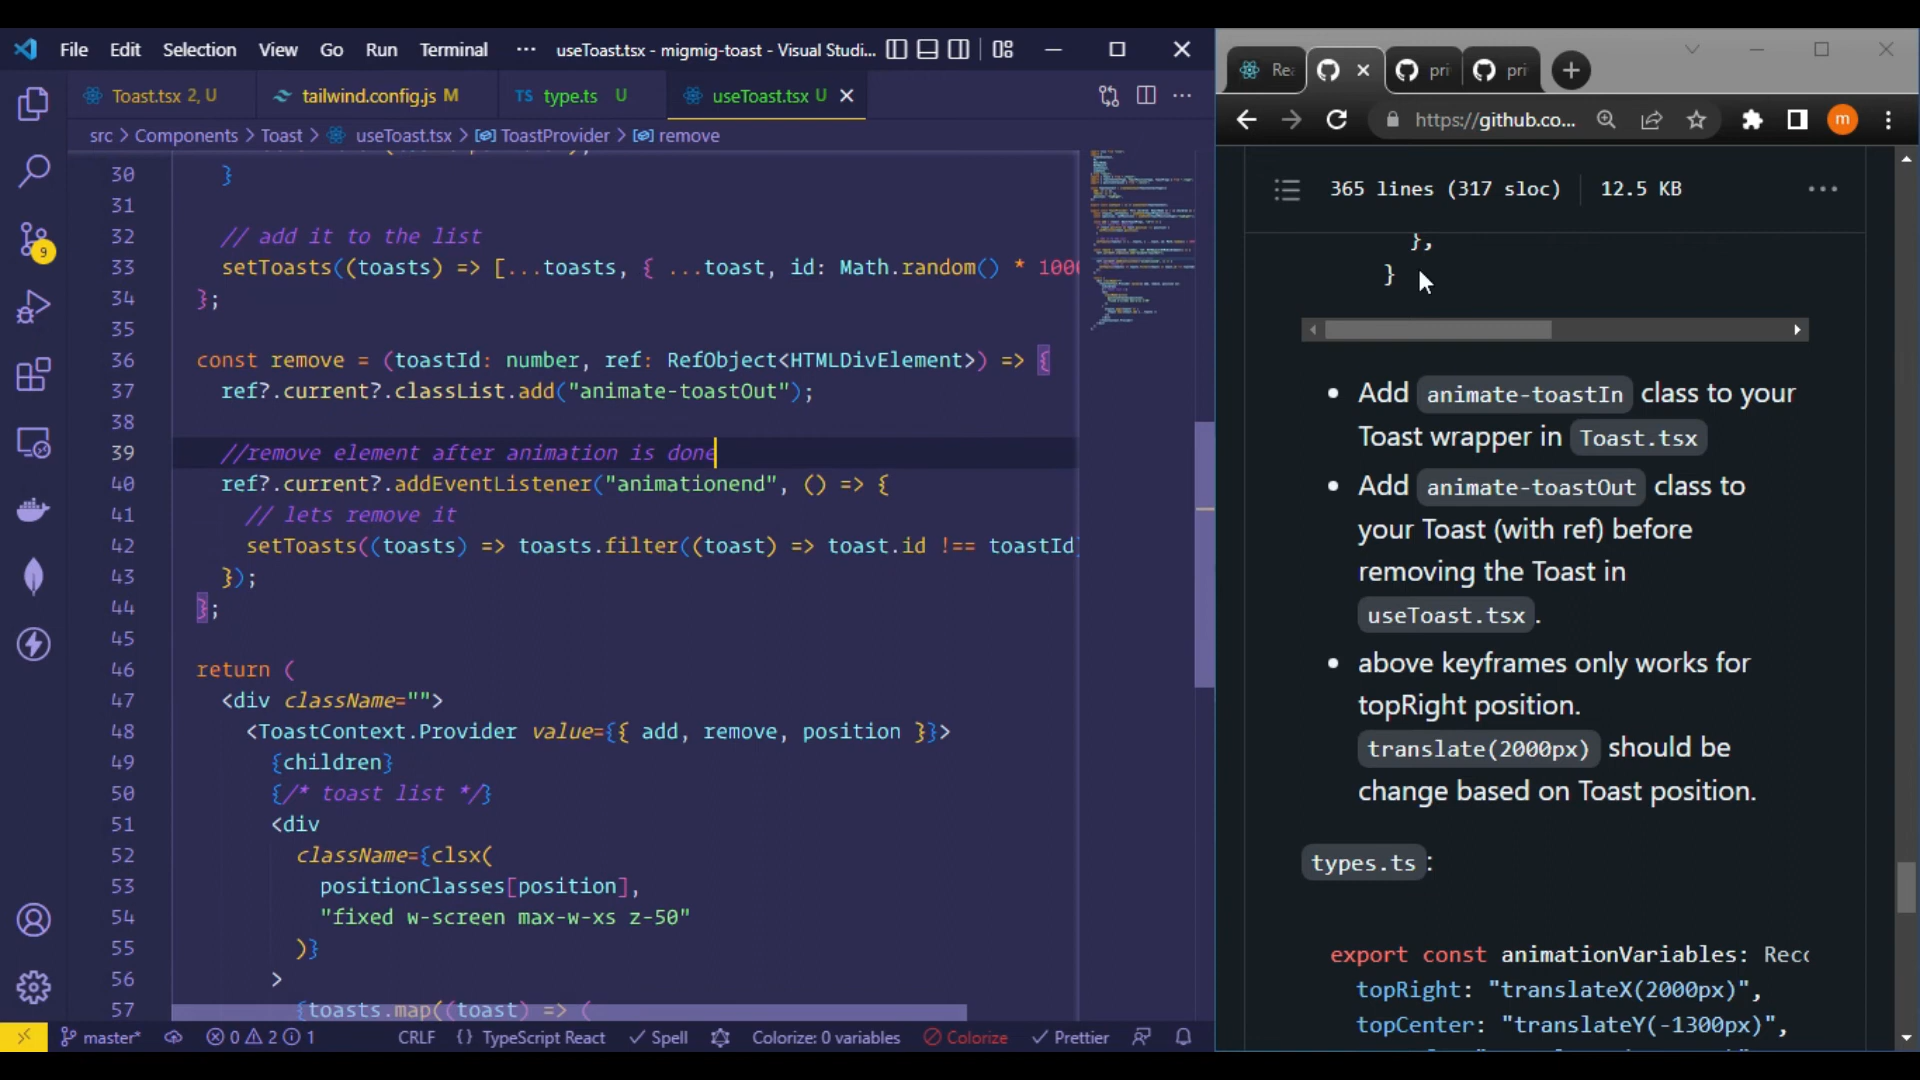 File Edit Selection View Go Run Terminal ··· useToast.tsx - migmig-toast - Visual Studi...
Toast.tsx 2, U tailwind.config.js M TS type.ts U useToast.tsx U
src > Components > Toast > useToast.tsx > ToastProvider > remove
30 }
31
32 // add it to the list
33 setToasts((toasts) => [...toasts, { ...toast, id: Math.random() * 1000
34 };
35
36 const remove = (toastId: number, ref: RefObject<HTMLDivElement>) => {
37 ref?.current?.classList.add("animate-toastOut");
38
39 //remove element after animation is done
40 ref?.current?.addEventListener("animationend", () => {
41 // lets remove it
42 setToasts((toasts) => toasts.filter((toast) => toast.id !== toastId)
43 });
44 };
45
46 return (
47 <div className="">
48 <ToastContext.Provider value={{ add, remove, position }}>
49 {children}
50 {/* toast list */}
51 <div
52 className={clsx(
53 positionClasses[position],
54 "fixed w-screen max-w-xs z-50"
55 )}
56 >
57 {toasts.map((toast) => (
9
master* 0 2 1 CRLF {} TypeScript React Spell Colorize: 0 variables Colorize Prettier
Rea pri pri
https://github.co... m
365 lines (317 sloc) 12.5 KB
},
}
• Add animate-toastIn class to your
Toast wrapper in Toast.tsx
• Add animate-toastOut class to
your Toast (with ref) before
removing the Toast in
useToast.tsx.
• above keyframes only works for
topRight position.
translate(2000px) should be
change based on Toast position.
types.ts:
export const animationVariables: Reco
topRight: "translateX(2000px)",
topCenter: "translateY(-1300px)",